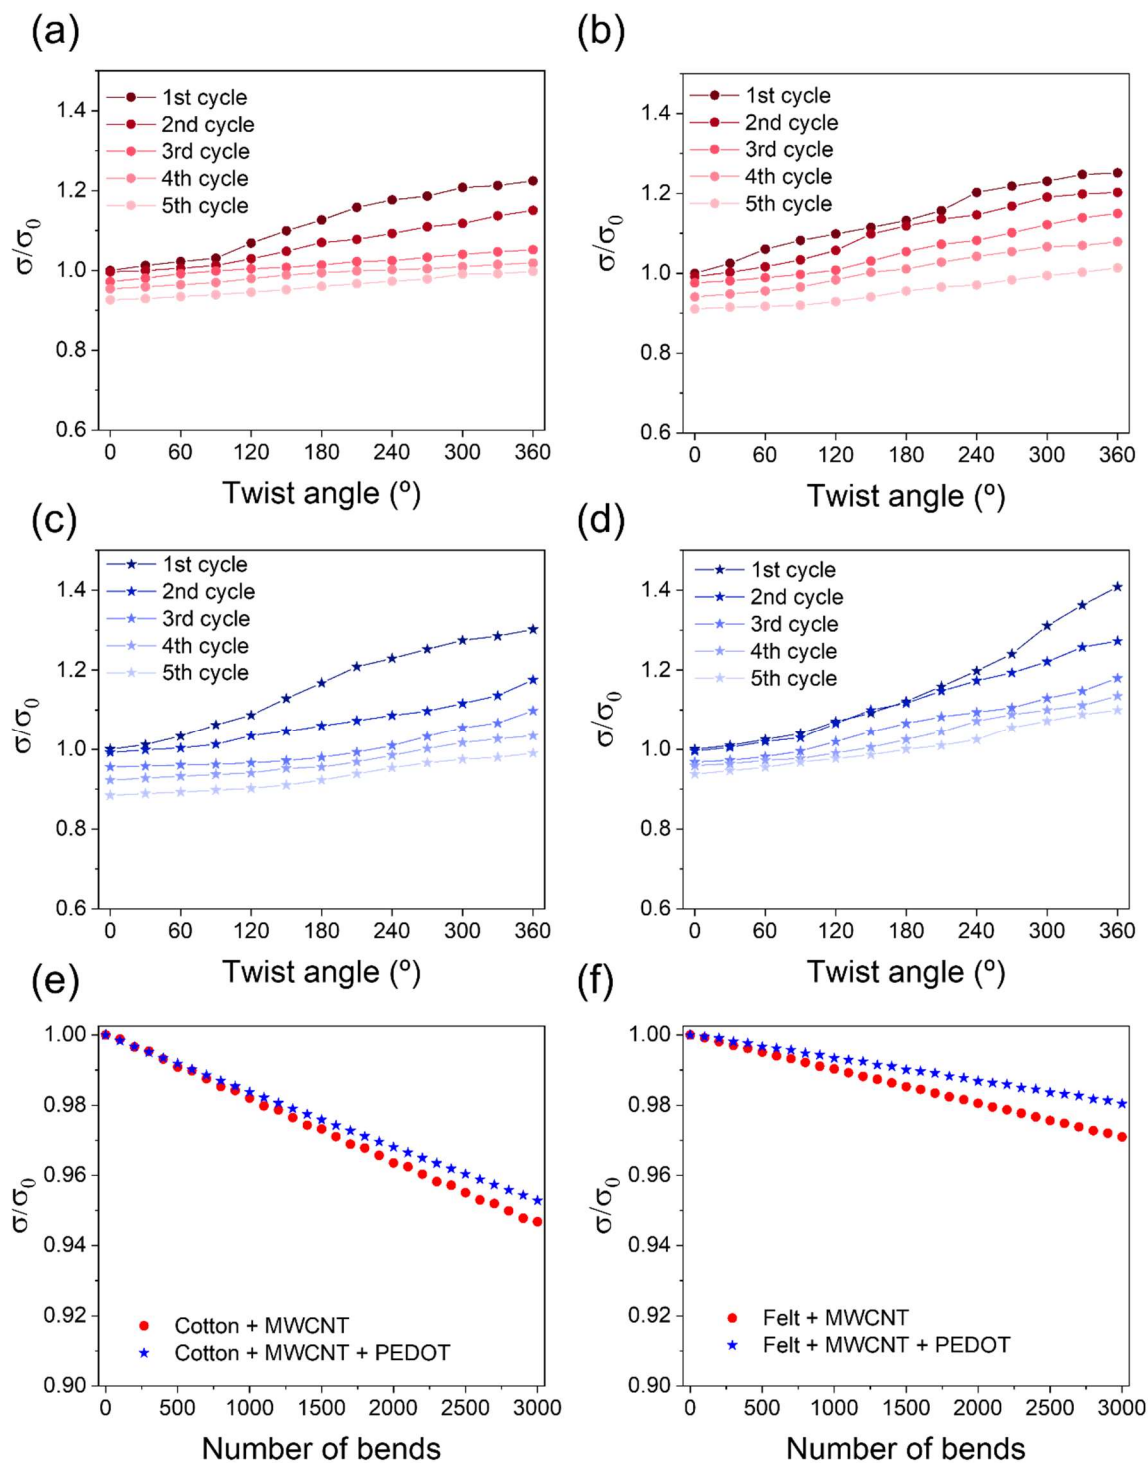 (a)
1.4
1.2
1.0
0.8
0.6
σ/σ0
1st cycle
2nd cycle
3rd cycle
4th cycle
5th cycle
0 60 120 180 240 300 360
Twist angle (º)
(b)
1.4
1.2
1.0
0.8
0.6
σ/σ0
1st cycle
2nd cycle
3rd cycle
4th cycle
5th cycle
0 60 120 180 240 300 360
Twist angle (º)
(c)
1.4
1.2
1.0
0.8
0.6
σ/σ0
1st cycle
2nd cycle
3rd cycle
4th cycle
5th cycle
0 60 120 180 240 300 360
Twist angle (º)
(d)
1.4
1.2
1.0
0.8
0.6
σ/σ0
1st cycle
2nd cycle
3rd cycle
4th cycle
5th cycle
0 60 120 180 240 300 360
Twist angle (º)
(e)
1.00
0.98
0.96
0.94
0.92
0.90
σ/σ0
Cotton + MWCNT
Cotton + MWCNT + PEDOT
0 500 1000 1500 2000 2500 3000
Number of bends
(f)
1.00
0.98
0.96
0.94
0.92
0.90
σ/σ0
Felt + MWCNT
Felt + MWCNT + PEDOT
0 500 1000 1500 2000 2500 3000
Number of bends